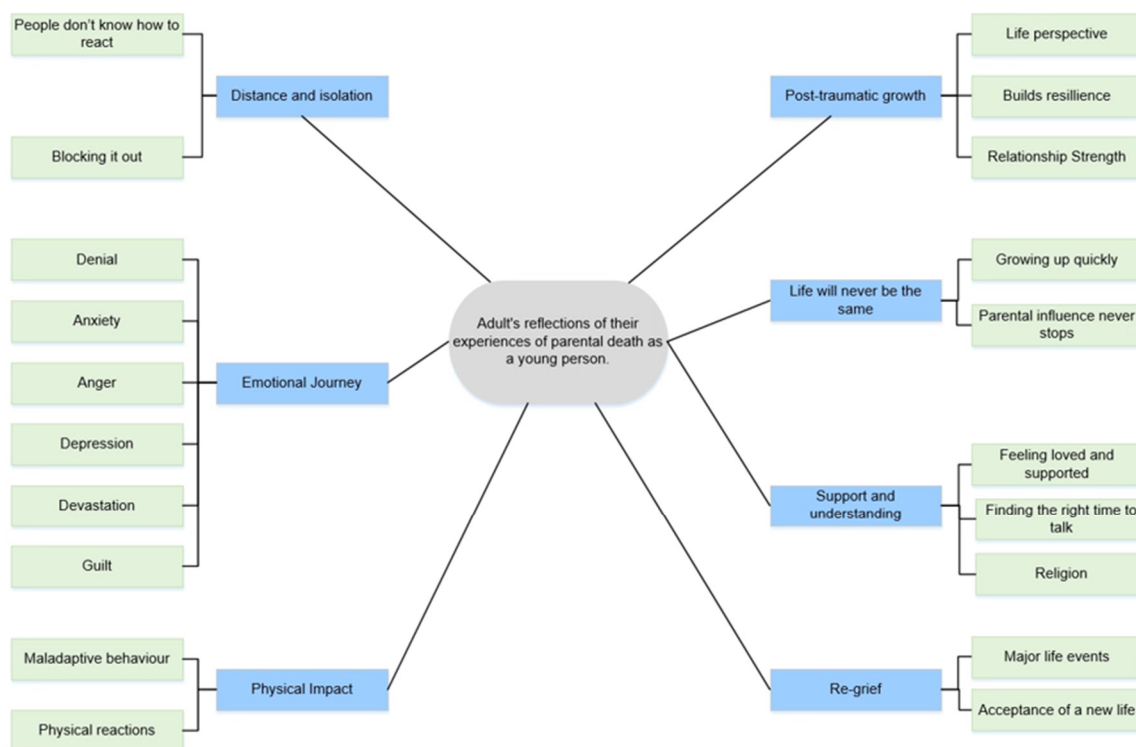 People don't know how to
react
Distance and isolation
Blocking it out
Denial
Anxiety
Anger
Emotional Journey
Depression
Devastation
Guilt
Maladaptive behaviour
Physical Impact
Physical reactions
Adult's reflections of their
experiences of parental death as
a young person.
Life perspective
Post-traumatic growth
Builds resillience
Relationship Strength
Growing up quickly
Life will never be the
same
Parental influence never
stops
Feeling loved and
supported
Support and
understanding
Finding the right time to
talk
Religion
Major life events
Re-grief
Acceptance of a new life